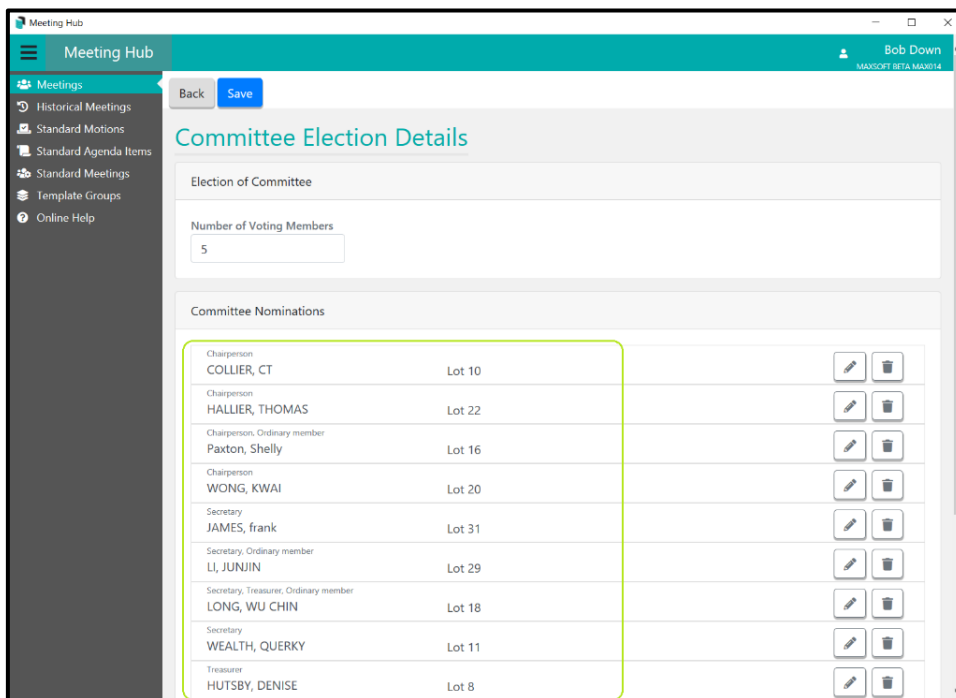 Meeting Hub
Meeting Hub
Bob Down
MAXSOFT BETA MAX014
Meetings
Historical Meetings
Standard Motions
Standard Agenda Items
Standard Meetings
Template Groups
Online Help
Back Save
Committee Election Details
Election of Committee
Number of Voting Members
5
Committee Nominations
Chairperson
COLLIER, CT Lot 10
Chairperson
HALLIER, THOMAS Lot 22
Chairperson, Ordinary member
Paxton, Shelly Lot 16
Chairperson
WONG, KWAI Lot 20
Secretary
JAMES, frank Lot 31
Secretary, Ordinary member
LI, JUNJIN Lot 29
Secretary, Treasurer, Ordinary member
LONG, WU CHIN Lot 18
Secretary
WEALTH, QUERKY Lot 11
Treasurer
HUTSBY, DENISE Lot 8